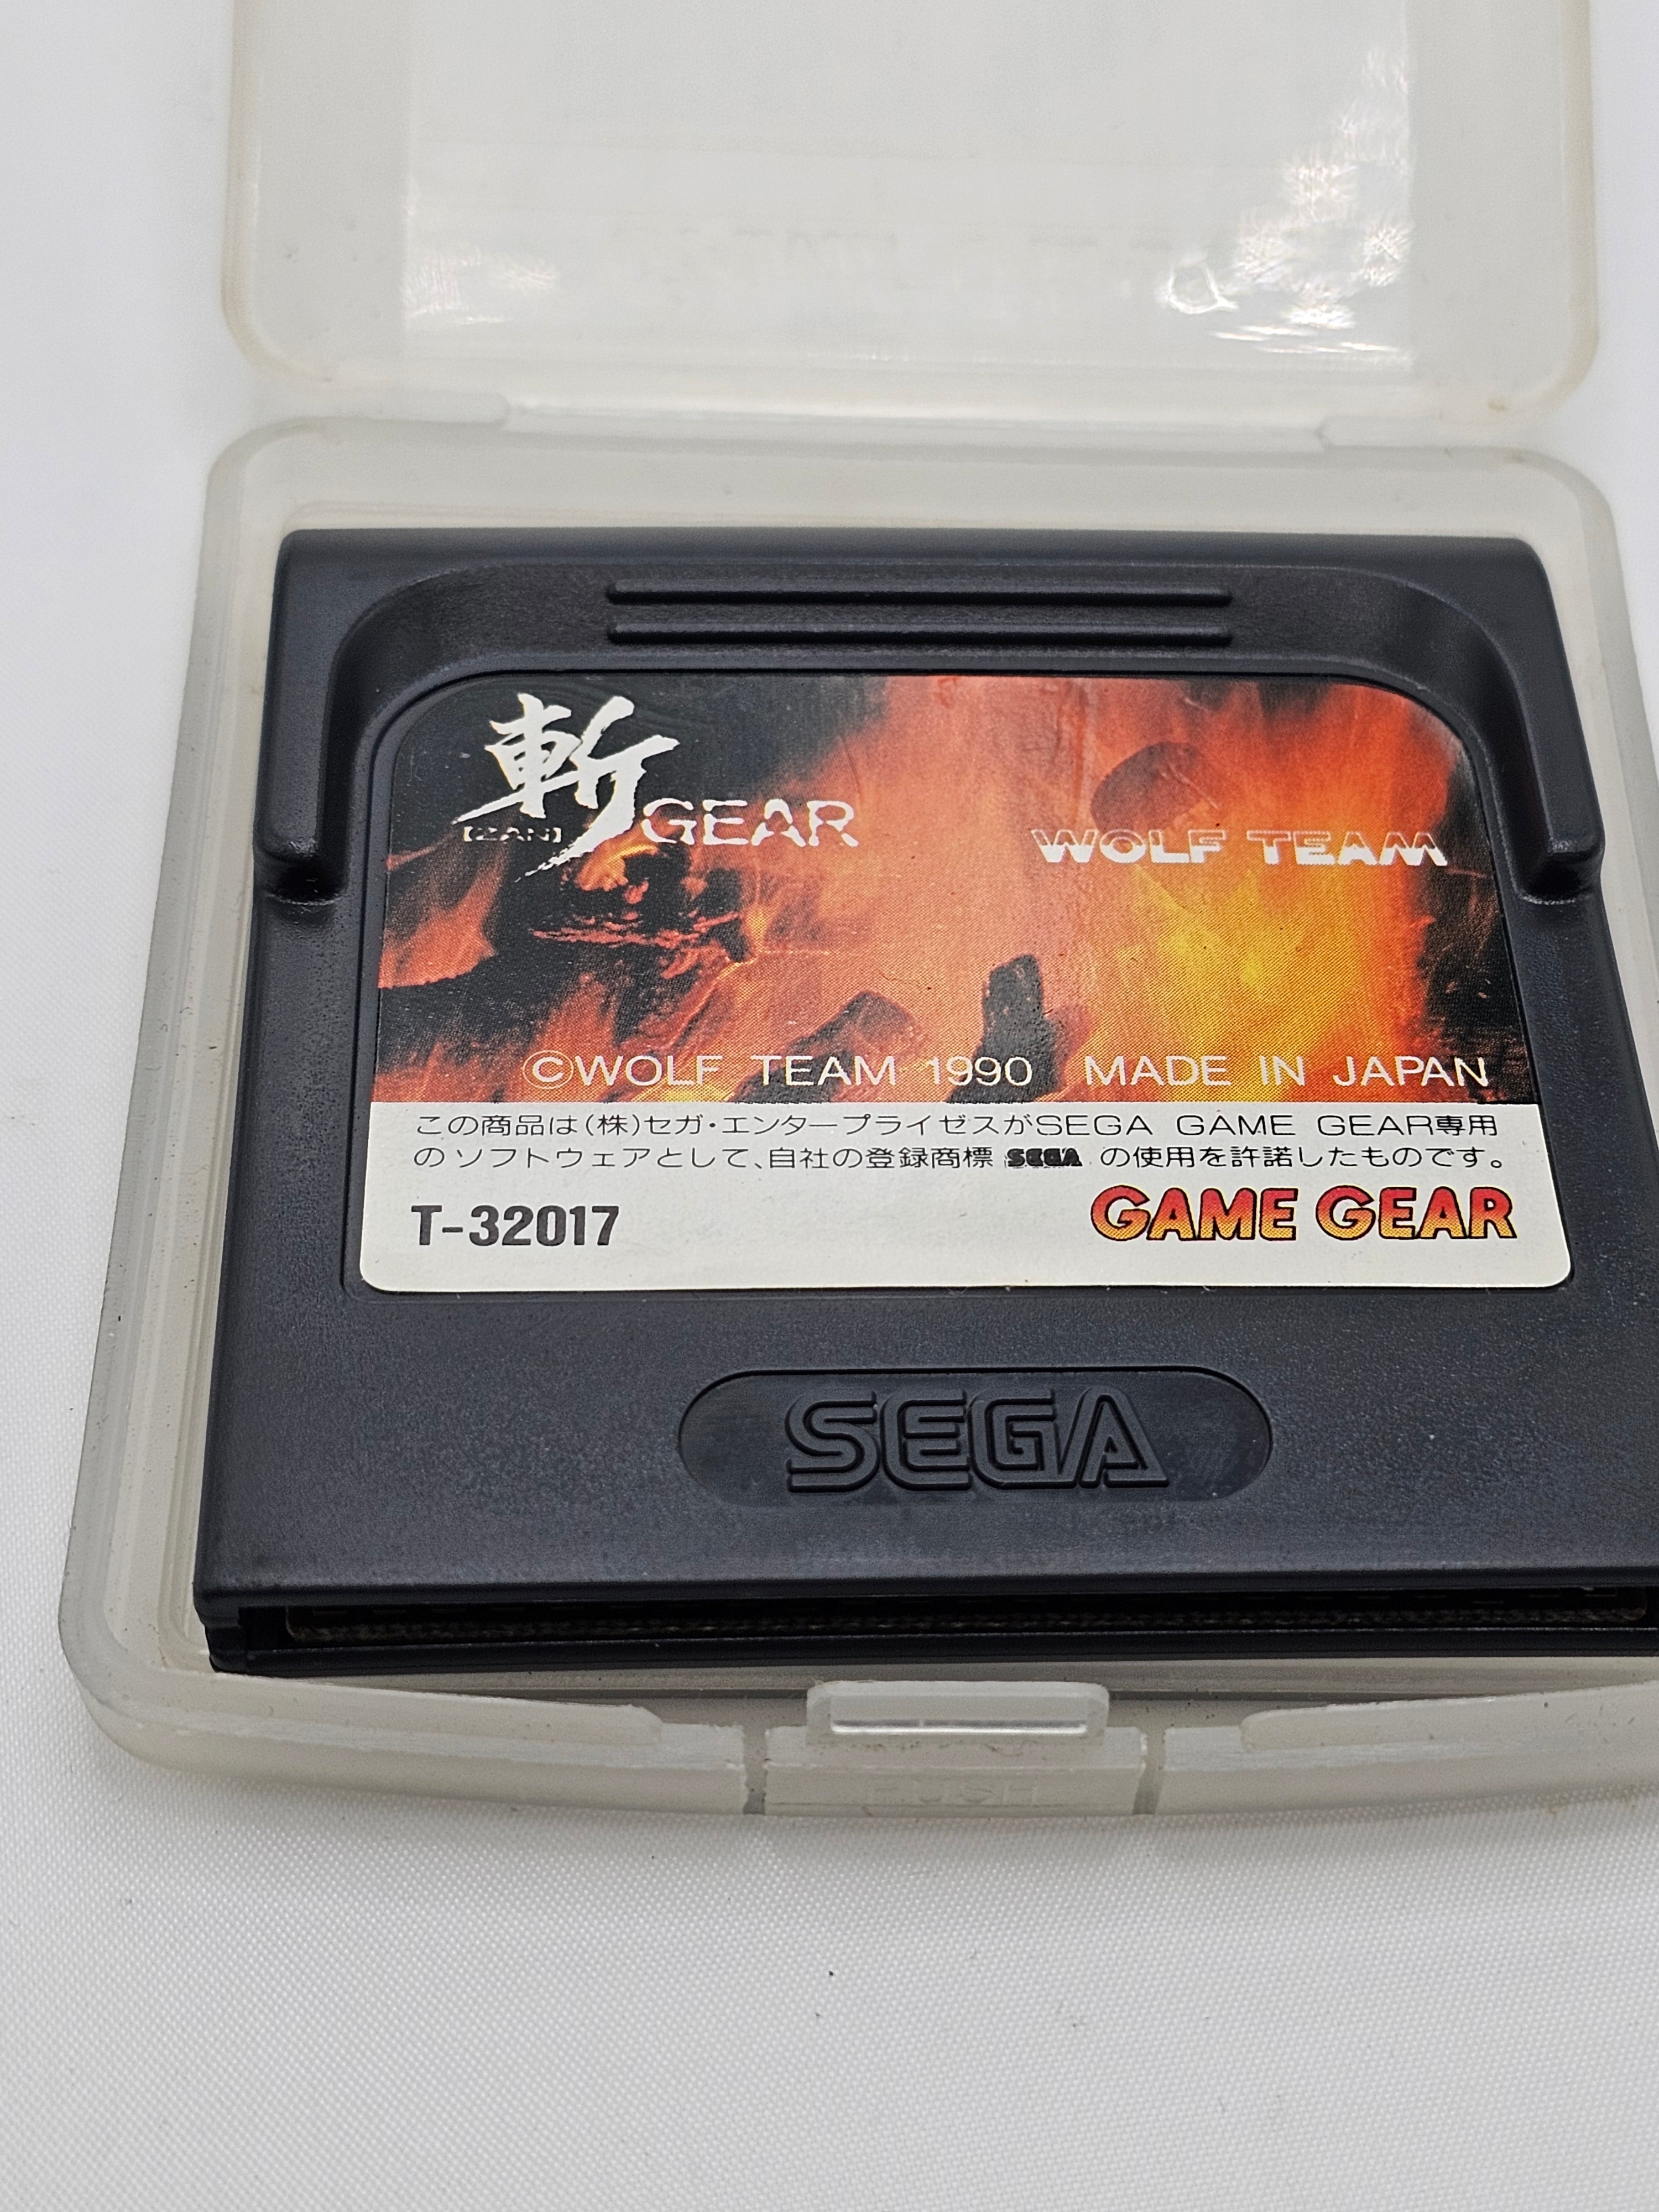 斬 GEAR
[ZAN]
WOLF TEAM
©WOLF TEAM 1990 MADE IN JAPAN
この商品は(株)セガ・エンタープライゼスがSEGA GAME GEAR専用
のソフトウェアとして、自社の登録商標 SEGA の使用を許諾したものです。
T-32017
GAME GEAR
SEGA
PUSH